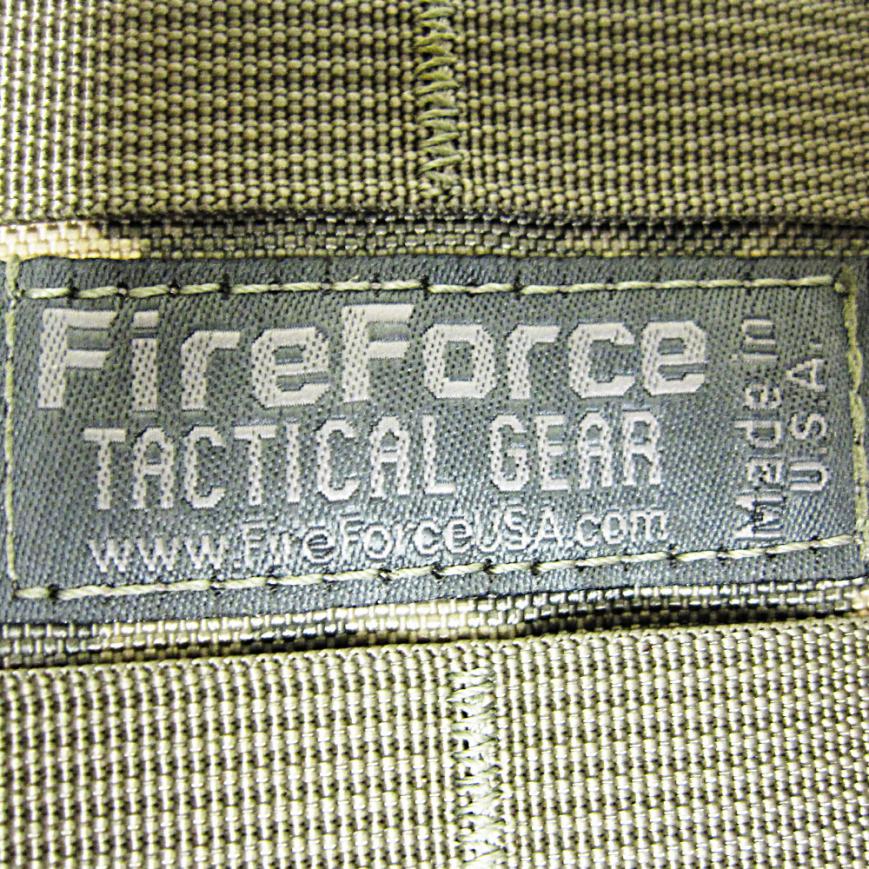 FireForce
TACTICAL GEAR
www.FireForceUSA.com
Made in
U.S.A.